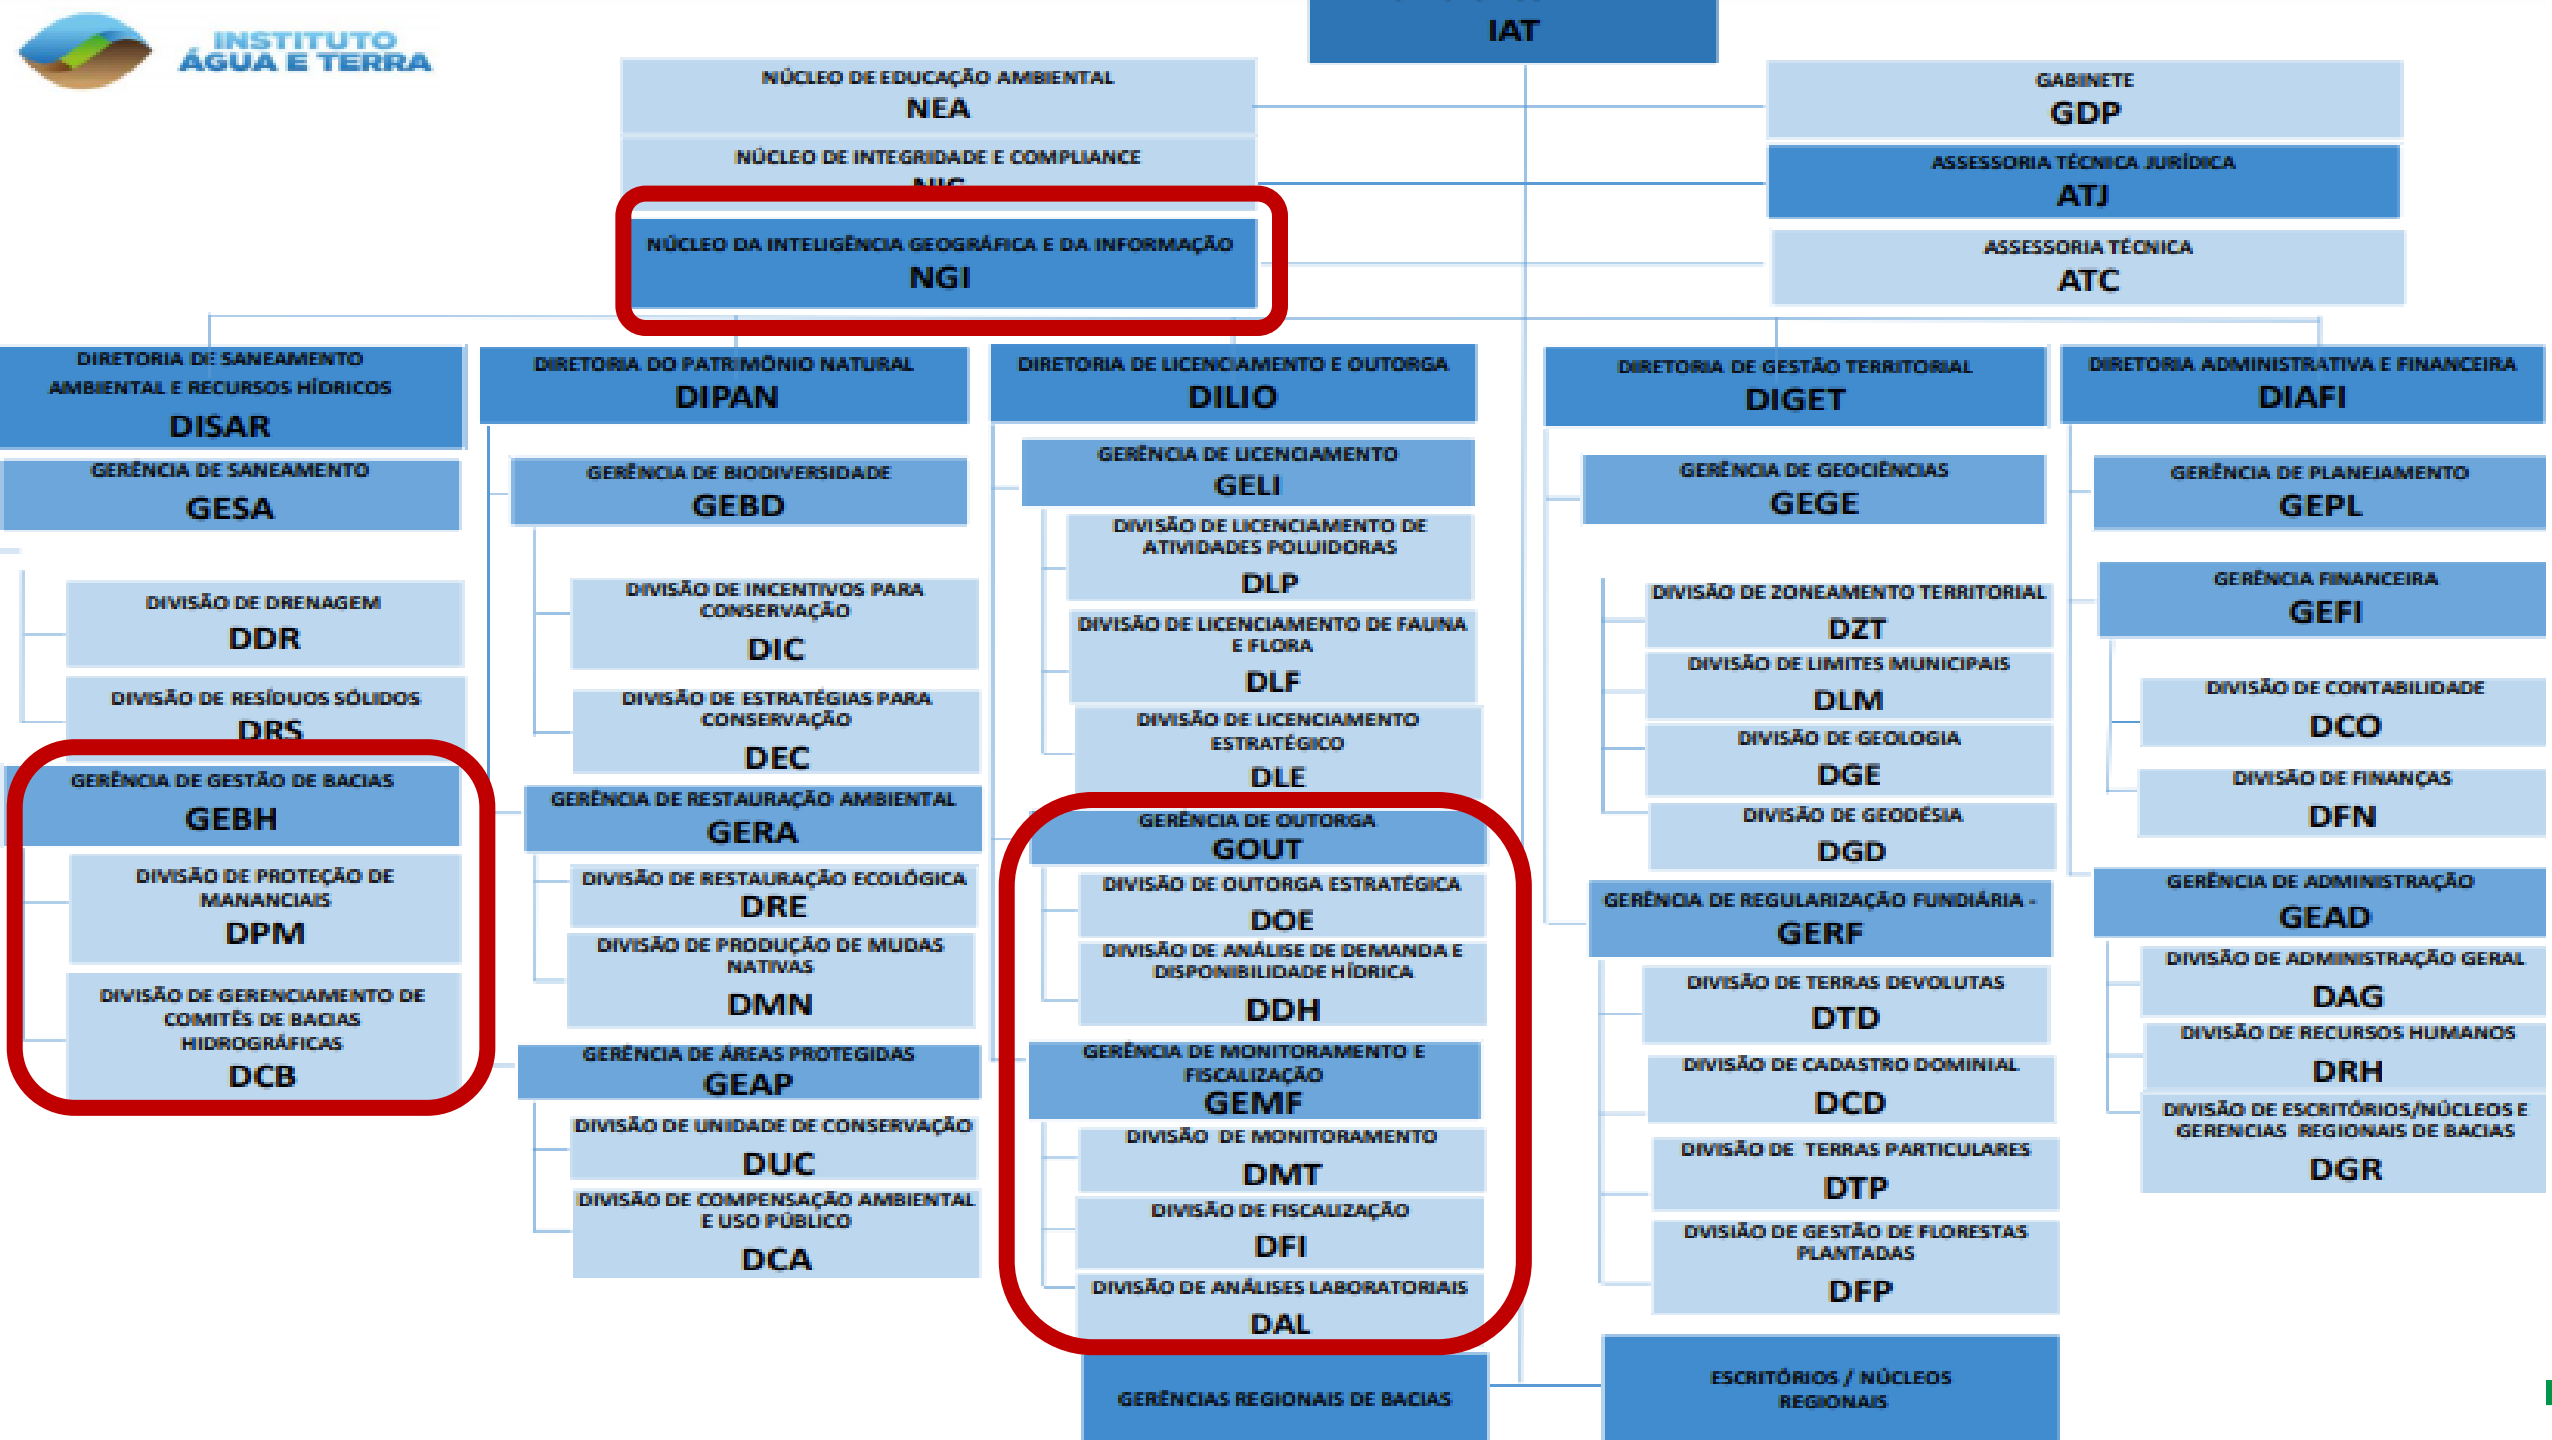 INSTITUTO
ÁGUA E TERRA
IAT
NÚCLEO DE EDUCAÇÃO AMBIENTAL
NEA
GABINETE
GDP
NÚCLEO DE INTEGRIDADE E COMPLIANCE
ASSESSORIA TÉCNICA JURÍDICA
ATJ
NÚCLEO DA INTELIGÊNCIA GEOGRÁFICA E DA INFORMAÇÃO
NGI
ASSESSORIA TÉCNICA
ATC
DIRETORIA DE SANEAMENTO
AMBIENTAL E RECURSOS HÍDRICOS
DISAR
GERÊNCIA DE SANEAMENTO
GESA
DIVISÃO DE DRENAGEM
DDR
DIVISÃO DE RESÍDUOS SÓLIDOS
DRS
GERÊNCIA DE GESTÃO DE BACIAS
GEBH
DIVISÃO DE PROTEÇÃO DE
MANANCIAIS
DPM
DIVISÃO DE GERENCIAMENTO DE
COMITÊS DE BACIAS
HIDROGRÁFICAS
DCB
DIRETORIA DO PATRIMÔNIO NATURAL
DIPAN
GERÊNCIA DE BIODIVERSIDADE
GEBD
DIVISÃO DE INCENTIVOS PARA
CONSERVAÇÃO
DIC
DIVISÃO DE ESTRATÉGIAS PARA
CONSERVAÇÃO
DEC
GERÊNCIA DE RESTAURAÇÃO AMBIENTAL
GERA
DIVISÃO DE RESTAURAÇÃO ECOLÓGICA
DRE
DIVISÃO DE PRODUÇÃO DE MUDAS
NATIVAS
DMN
GERÊNCIA DE ÁREAS PROTEGIDAS
GEAP
DIVISÃO DE UNIDADE DE CONSERVAÇÃO
DUC
DIVISÃO DE COMPENSAÇÃO AMBIENTAL
E USO PÚBLICO
DCA
DIRETORIA DE LICENCIAMENTO E OUTORGA
DILIO
GERÊNCIA DE LICENCIAMENTO
GELI
DIVISÃO DE LICENCIAMENTO DE
ATIVIDADES POLUIDORAS
DLP
DIVISÃO DE LICENCIAMENTO DE FAUNA
E FLORA
DLF
DIVISÃO DE LICENCIAMENTO
ESTRATÉGICO
DLE
GERÊNCIA DE OUTORGA
GOUT
DIVISÃO DE OUTORGA ESTRATÉGICA
DOE
DIVISÃO DE ANÁLISE DE DEMANDA E
DISPONIBILIDADE HÍDRICA
DDH
GERÊNCIA DE MONITORAMENTO E
FISCALIZAÇÃO
GEMF
DIVISÃO DE MONITORAMENTO
DMT
DIVISÃO DE FISCALIZAÇÃO
DFI
DIVISÃO DE ANÁLISES LABORATORIAIS
DAL
GERÊNCIAS REGIONAIS DE BACIAS
DIRETORIA DE GESTÃO TERRITORIAL
DIGET
GERÊNCIA DE GEOCIÊNCIAS
GEGE
DIVISÃO DE ZONEAMENTO TERRITORIAL
DZT
DIVISÃO DE LIMITES MUNICIPAIS
DLM
DIVISÃO DE GEOLOGIA
DGE
DIVISÃO DE GEODÉSIA
DGD
GERÊNCIA DE REGULARIZAÇÃO FUNDIÁRIA -
GERF
DIVISÃO DE TERRAS DEVOLUTAS
DTD
DIVISÃO DE CADASTRO DOMINIAL
DCD
DIVISÃO DE TERRAS PARTICULARES
DTP
DVISIÃO DE GESTÃO DE FLORESTAS
PLANTADAS
DFP
ESCRITÓRIOS / NÚCLEOS
REGIONAIS
DIRETORIA ADMINISTRATIVA E FINANCEIRA
DIAFI
GERÊNCIA DE PLANEJAMENTO
GEPL
GERÊNCIA FINANCEIRA
GEFI
DIVISÃO DE CONTABILIDADE
DCO
DIVISÃO DE FINANÇAS
DFN
GERÊNCIA DE ADMINISTRAÇÃO
GEAD
DIVISÃO DE ADMINISTRAÇÃO GERAL
DAG
DIVISÃO DE RECURSOS HUMANOS
DRH
DIVISÃO DE ESCRITÓRIOS/NÚCLEOS E
GERENCIAS REGIONAIS DE BACIAS
DGR